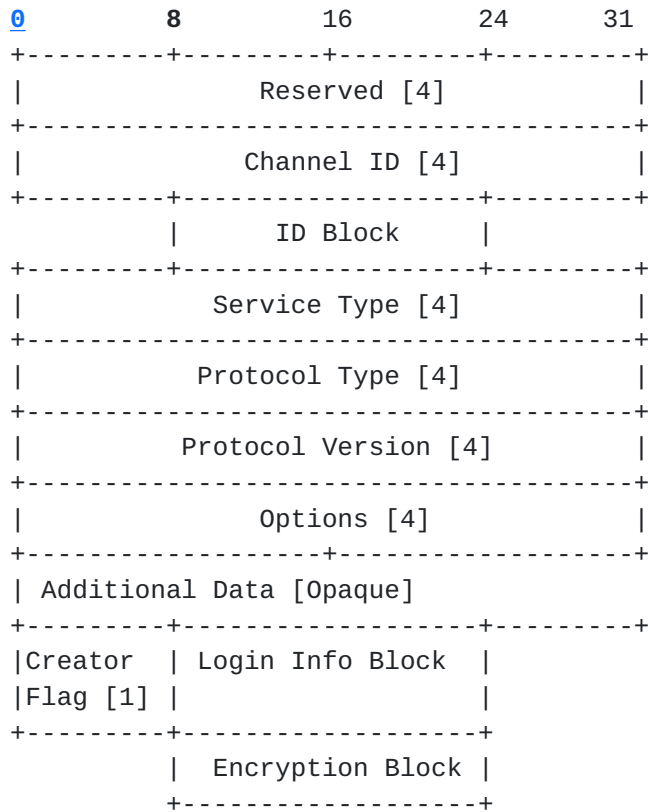 0 8 16 24 31
+---------+---------+---------+---------+
| Reserved [4] |
+---------------------------------------+
| Channel ID [4] |
+---------+-------------------+---------+
| ID Block |
+---------+-------------------+---------+
| Service Type [4] |
+---------------------------------------+
| Protocol Type [4] |
+---------------------------------------+
| Protocol Version [4] |
+---------------------------------------+
| Options [4] |
+-------------------+-------------------+
| Additional Data [Opaque]
+---------+-------------------+---------+
|Creator | Login Info Block |
|Flag [1] | |
+---------+-------------------+
| Encryption Block |
+-------------------+